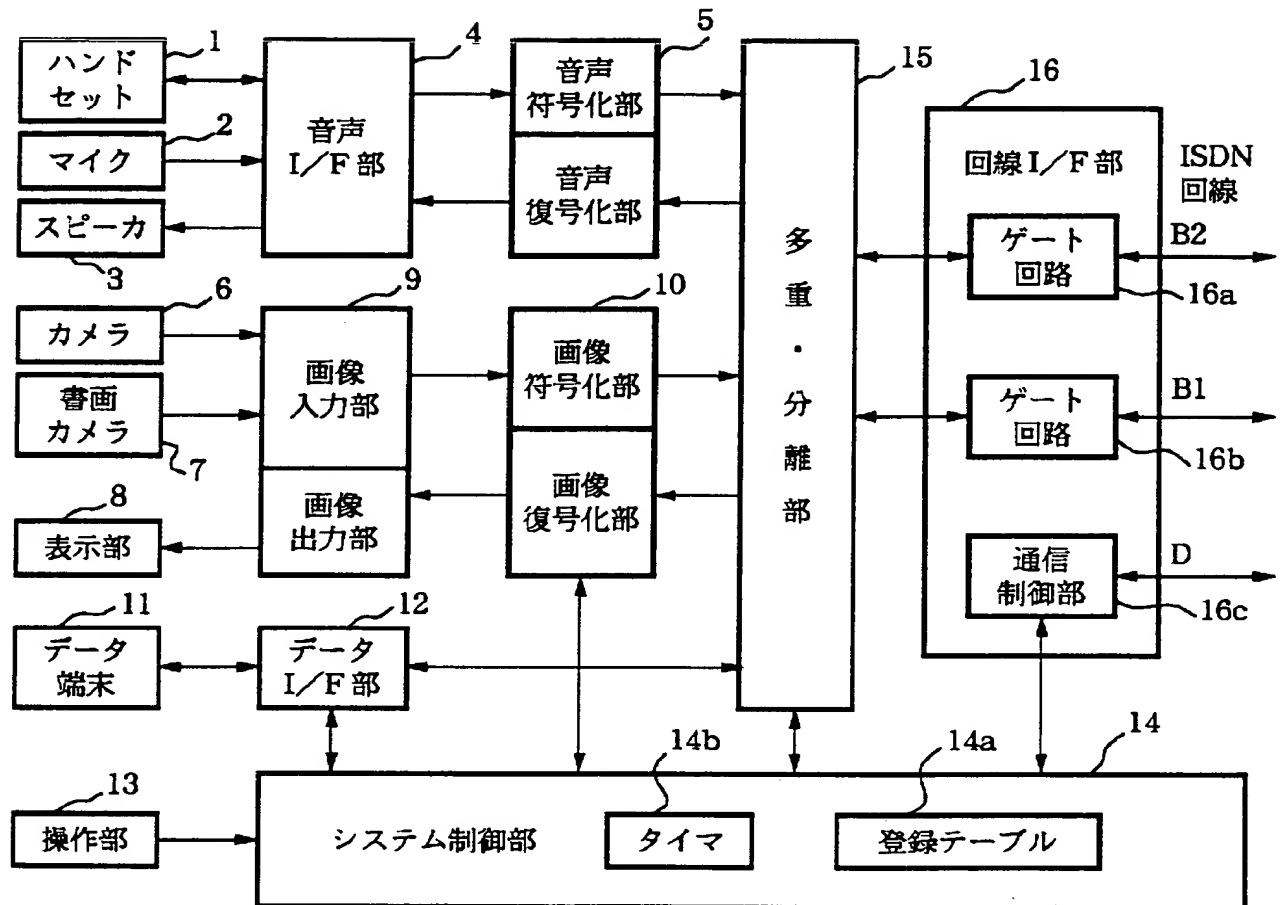 1
ハンド
セット
2
マイク
スピーカ
3
4
音声
I/F部
5
音声
符号化部
音声
復号化部
6
カメラ
書画
カメラ
7
8
表示部
9
画像
入力部
画像
出力部
10
画像
符号化部
画像
復号化部
11
データ
端末
12
データ
I/F部
15
多重・分離部
16
回線I/F部
ISDN
回線
ゲート
回路
16a
B2
ゲート
回路
16b
B1
通信
制御部
16c
D
13
操作部
14
システム制御部
14b
タイマ
14a
登録テーブル